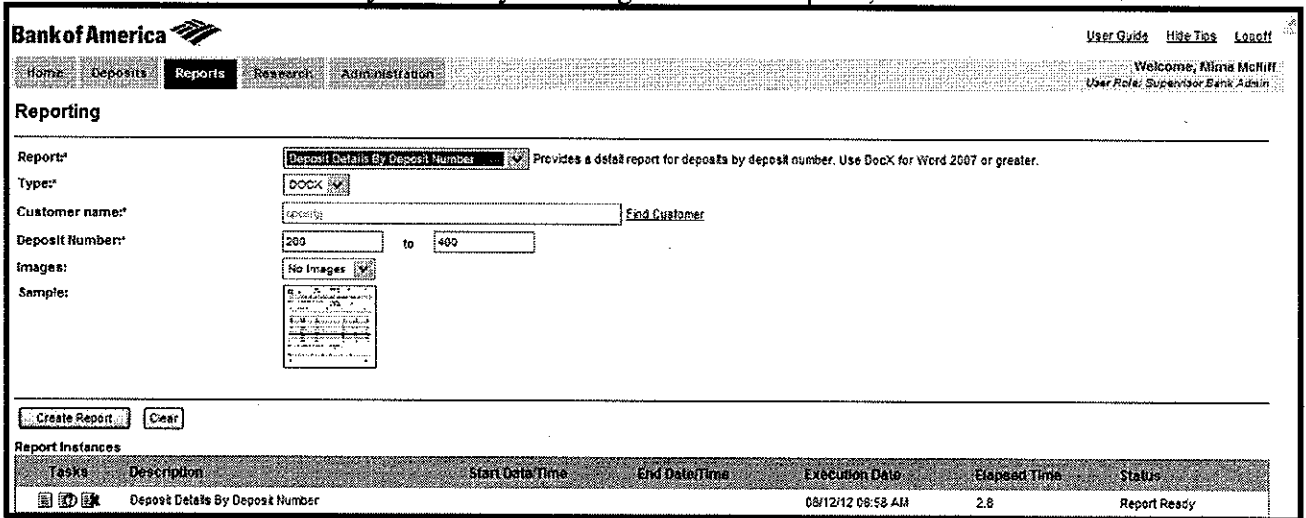 Bank of America
User Guide Hide Tips Logoff
Home Deposits Reports Research Administration
Welcome, Mima McNiff
User Role: Supervisor Bank Admin
Reporting
Report:* Deposit Details By Deposit Number Provides a detail report for deposits by deposit number. Use DocX for Word 2007 or greater.
Type:* DOCX
Customer name:* Find Customer
Deposit Number:* 200 to 400
Images: No Images
Sample:
Create Report Clear
Report Instances
Tasks Description Start Date/Time End Date/Time Execution Date Elapsed Time Status
Deposit Details By Deposit Number 08/12/12 06:58 AM 2.8 Report Ready